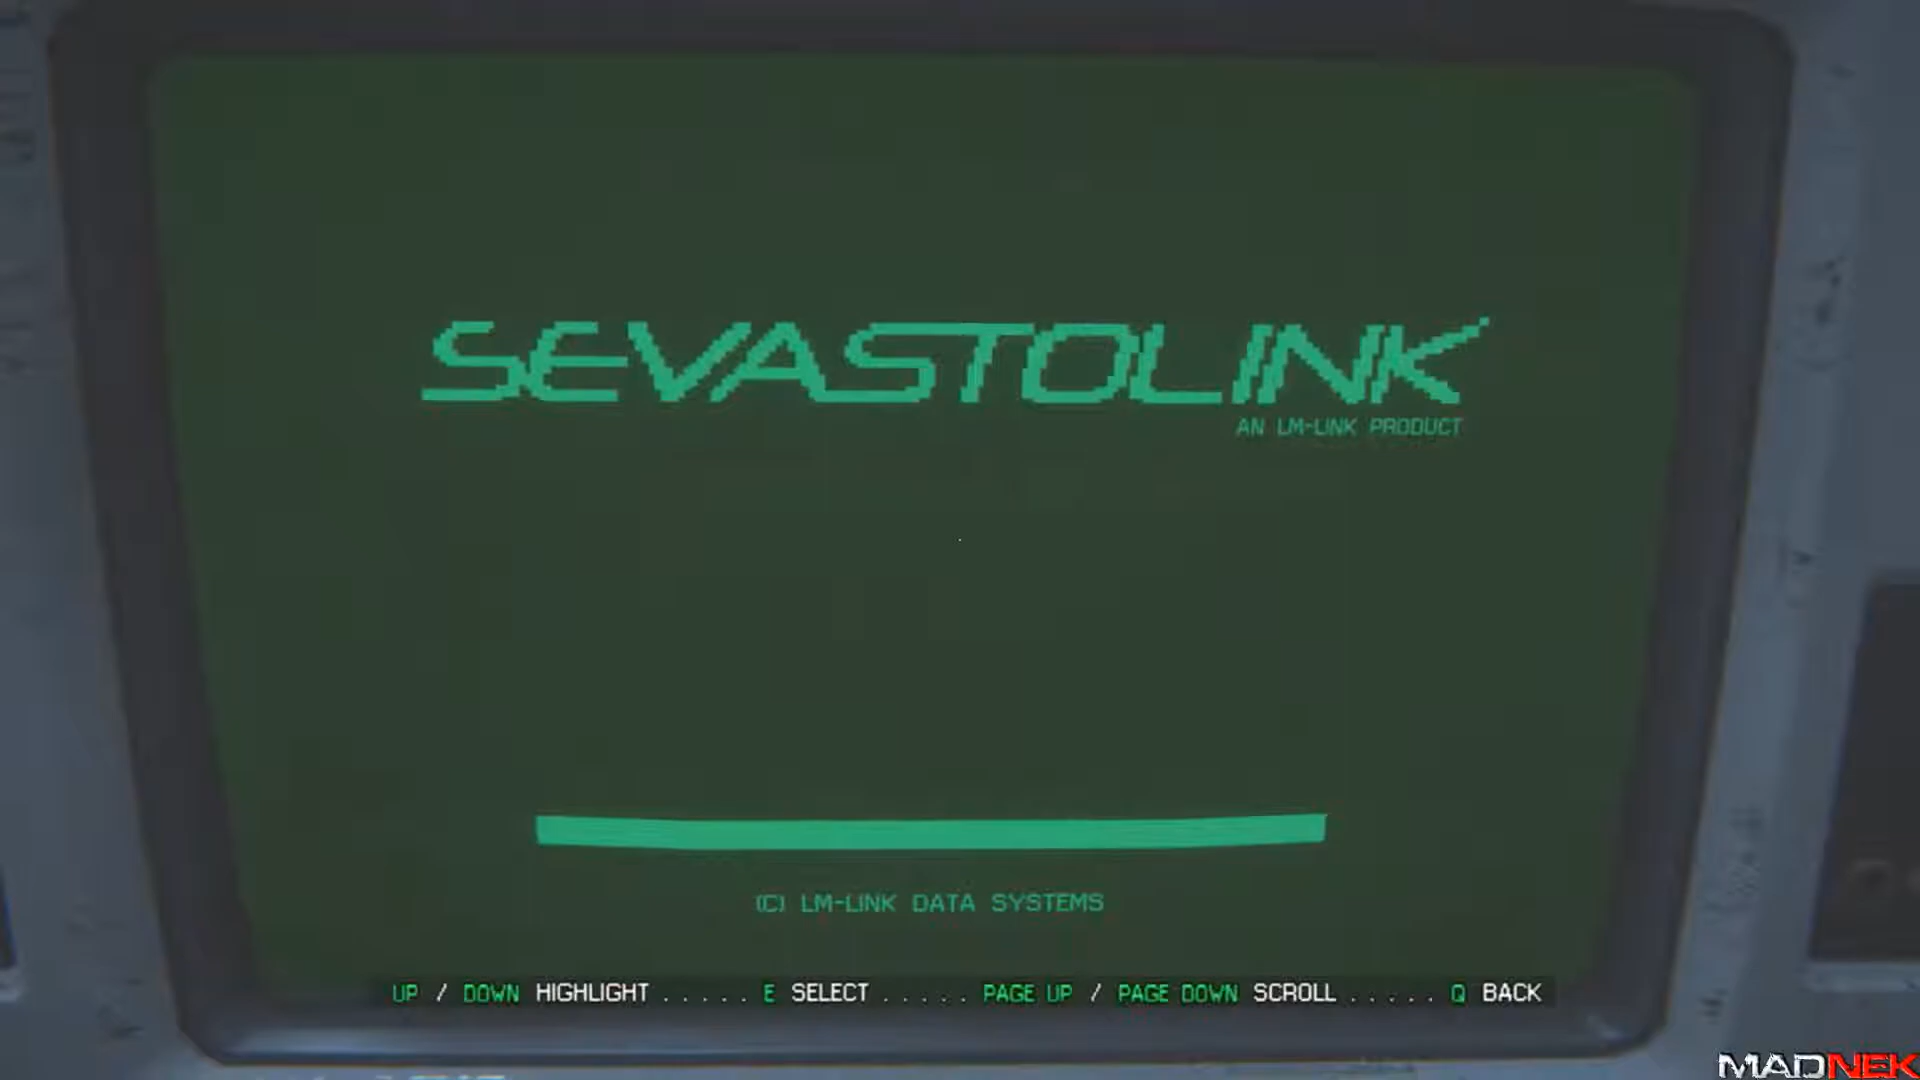 SEVASTOLINK
AN LM-LINK PRODUCT
(C) LM-LINK DATA SYSTEMS
UP / DOWN HIGHLIGHT ..... E SELECT ..... PAGE UP / PAGE DOWN SCROLL ..... Q BACK
MADNEK